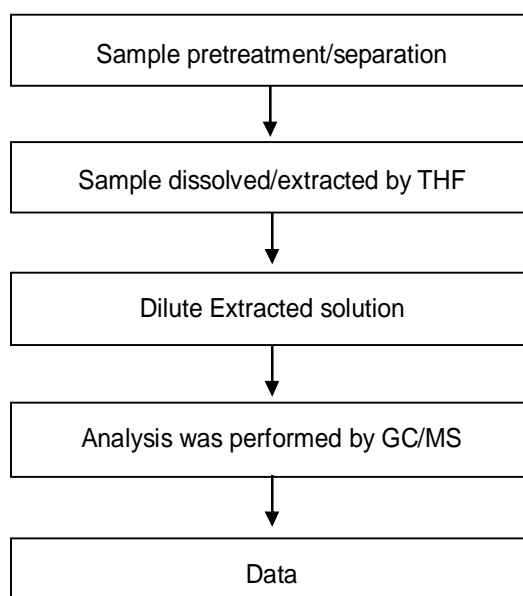 Sample pretreatment/separation
Sample dissolved/extracted by THF
Dilute Extracted solution
Analysis was performed by GC/MS
Data